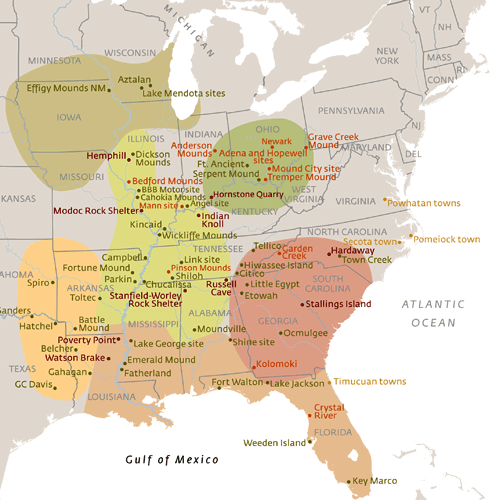 MICHIGAN
VT
NH
MINNESOTA
WISCONSIN
NEW
YORK
MASS
CONN
RI
Aztalan
Effigy Mounds NM
Lake Mendota sites
IOWA
PENNSYLVANIA
NJ
ILLINOIS
INDIANA
OHIO
Newark
Grave Creek
Mound
MARYLAND
DEL
Anderson
Mounds
Adena and Hopewell
sites
Hemphill
Dickson
Mounds
Ft. Ancient
Serpent Mound
Mound City site
Tremper Mound
MISSOURI
Bedford Mounds
BBB Motorsite
Cahokia Mounds
Mann site
Angel site
Hornstone Quarry
WEST
VIRGINIA
KANSAS
Modoc Rock Shelter
Indian
Knoll
KENTUCKY
VIRGINIA
Powhatan towns
Kincaid
Wickliffe Mounds
NORTH CAROLINA
Secota town
Pomeiock town
TENNESSEE
Tellico
Garden
Creek
Hardaway
Town Creek
Campbell
Link site
Hiwassee Island
Citico
Fortune Mound
Pinson Mounds
Shiloh
OKLAHOMA
Spiro
Parkin
Chucalissa
Russell
Cave
Little Egypt
Etowah
SOUTH
CAROLINA
ARKANSAS
Toltec
Stanfield-Worley
Rock Shelter
Stallings Island
ATLANTIC
OCEAN
Sanders
Hatchel
Battle
Mound
MISSISSIPPI
ALABAMA
Moundville
GEORGIA
Ocmulgee
Poverty Point
Belcher
Lake George site
Shine site
Watson Brake
Emerald Mound
Kolomoki
TEXAS
Gahagan
Fatherland
GC Davis
LOUISIANA
Fort Walton
Lake Jackson
Timucuan towns
Crystal
River
FLORIDA
Weeden Island
Gulf of Mexico
Key Marco